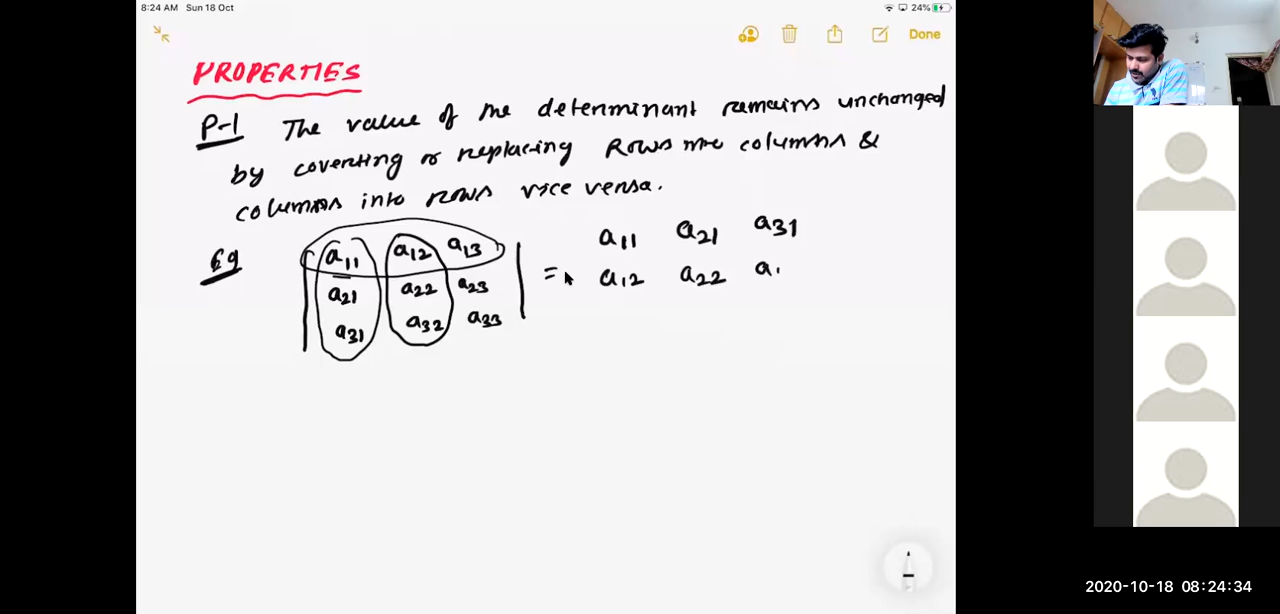 8:24 AM Sun 18 Oct
24%
Done
PROPERTIES
P-1 The value of the determinant remains unchanged
by coverting or replacing Rows into columns &
columns into rows vice versa.
Eg
a11 a12 a13
a21 a22 a23
a31 a32 a33
=
a11 a21 a31
a12 a22 a
2020-10-18 08:24:34